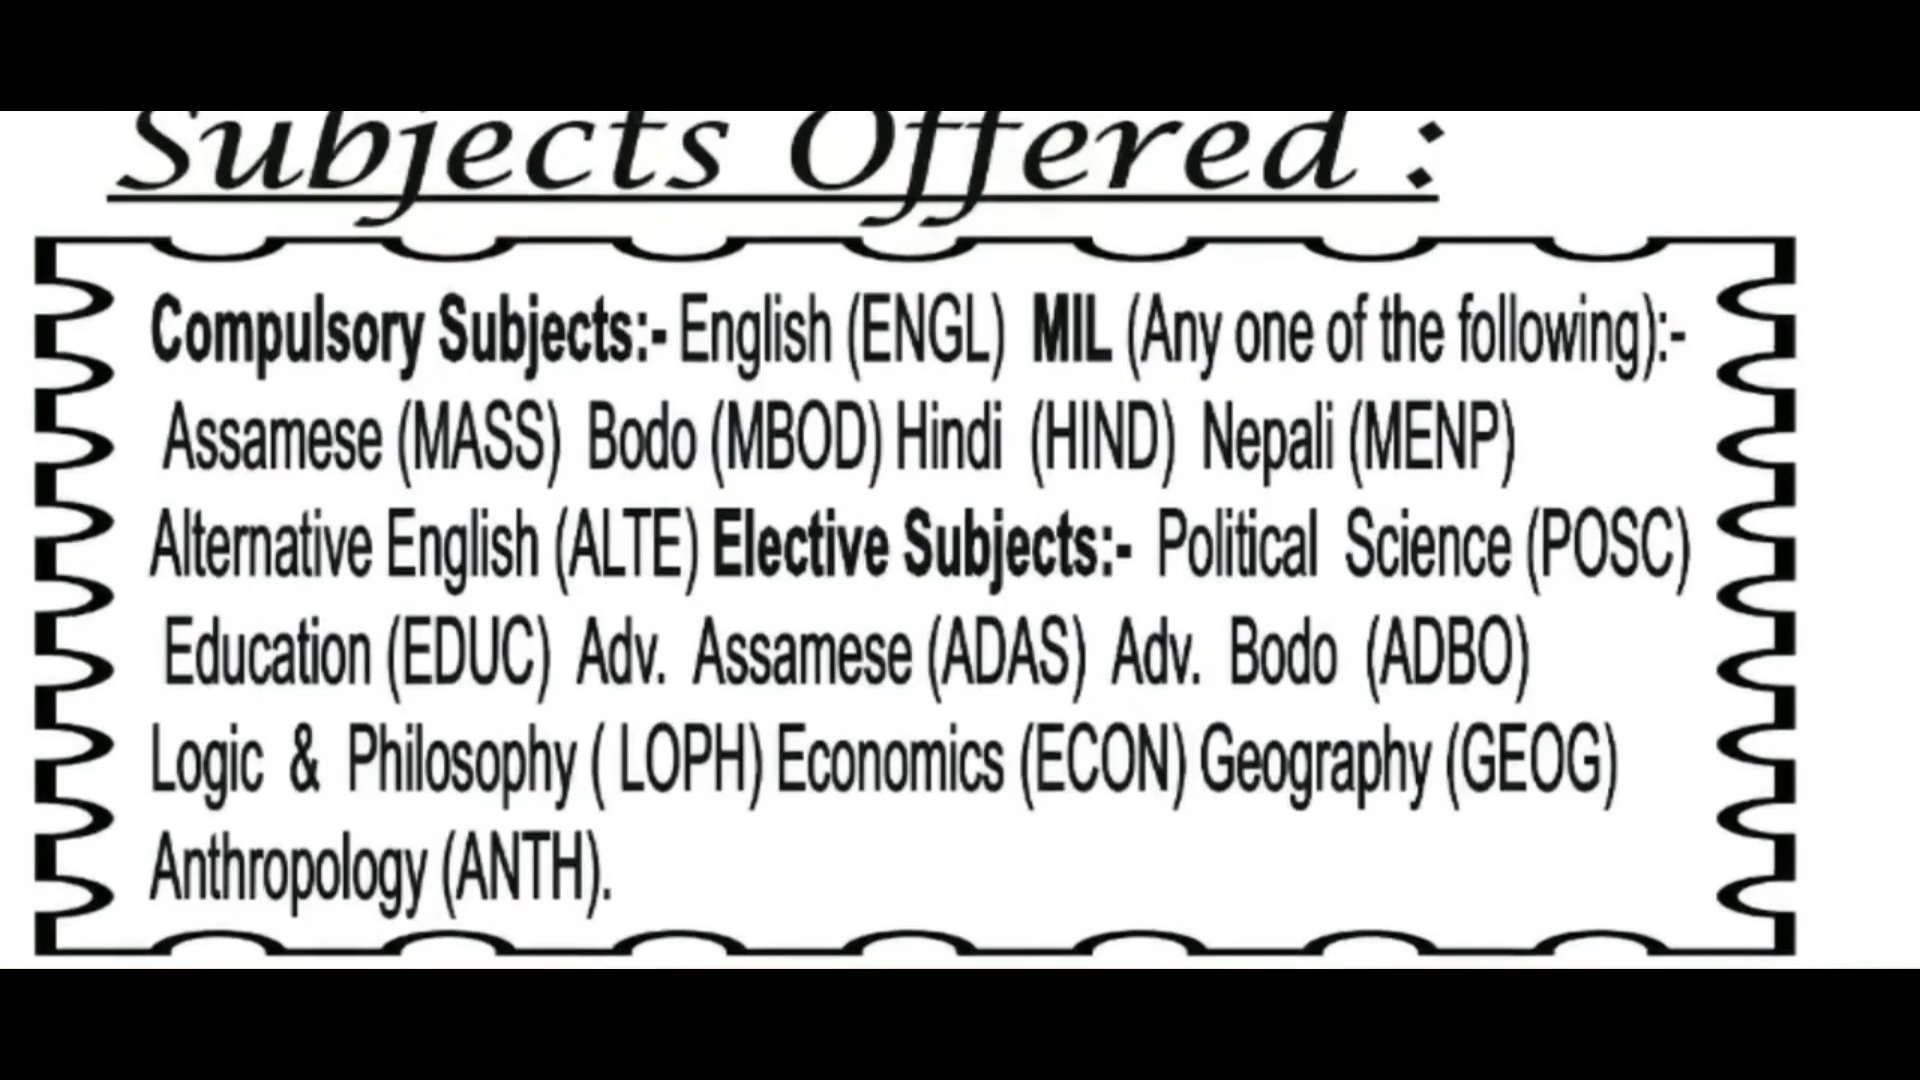 Subjects Offered :
Compulsory Subjects:- English (ENGL) MIL (Any one of the following):-
Assamese (MASS) Bodo (MBOD) Hindi (HIND) Nepali (MENP)
Alternative English (ALTE) Elective Subjects:- Political Science (POSC)
Education (EDUC) Adv. Assamese (ADAS) Adv. Bodo (ADBO)
Logic & Philosophy ( LOPH) Economics (ECON) Geography (GEOG)
Anthropology (ANTH).